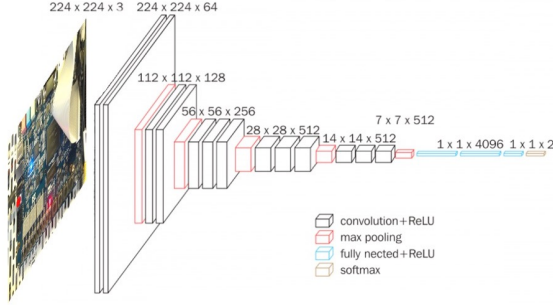 224 x 224 x 3
224 x 224 x 64
112 x 112 x 128
56 x 56 x 256
28 x 28 x 512
14 x 14 x 512
7 x 7 x 512
1 x 1 x 4096
1 x 1 x 2
convolution+ReLU
max pooling
fully nected+ReLU
softmax